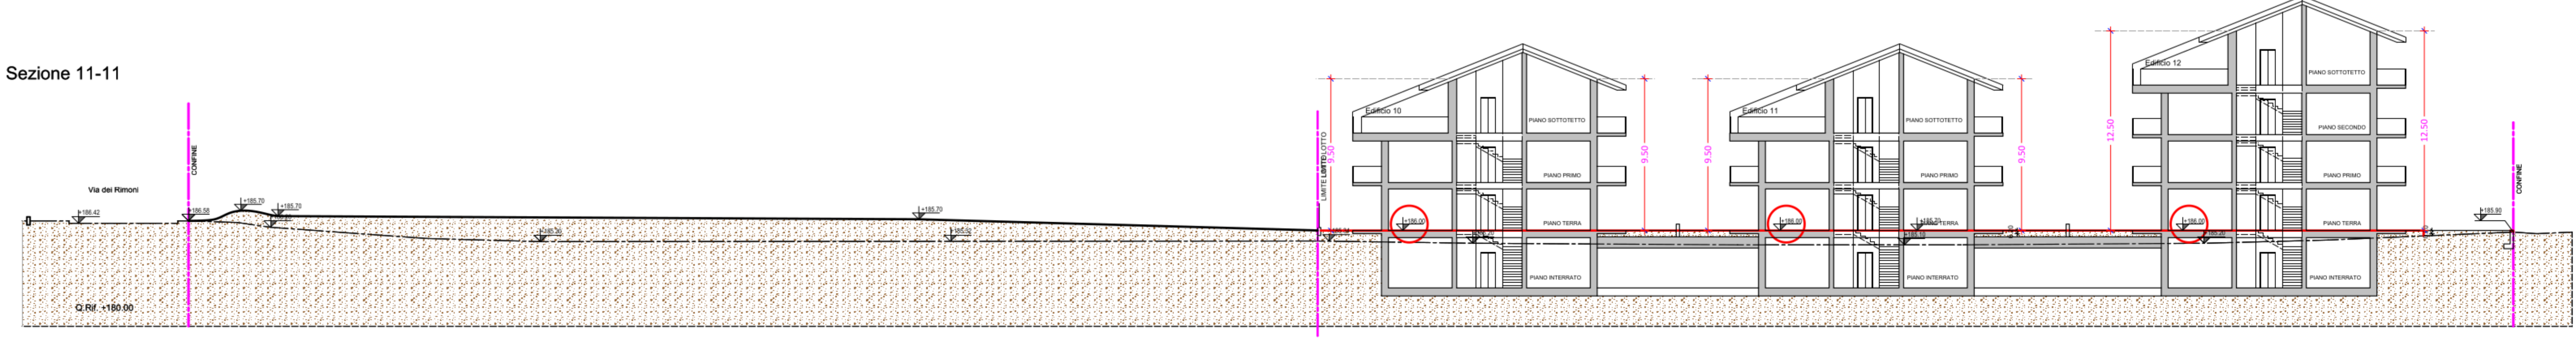 Sezione 11-11
Via dei Rimoni
+186.42
CONFINE
+186.58
+185.70
+185.70
+185.70
+185.52
Q.Rif. +180.00
9.50
Edificio 10
PIANO SOTTOTETTO
PIANO PRIMO
PIANO TERRA
PIANO INTERRATO
+186.00
9.50
9.50
Edificio 11
PIANO SOTTOTETTO
PIANO PRIMO
PIANO TERRA
PIANO INTERRATO
+186.00
9.50
12.50
Edificio 12
PIANO SOTTOTETTO
PIANO SECONDO
PIANO PRIMO
PIANO TERRA
PIANO INTERRATO
+186.00
12.50
+185.90
CONFINE